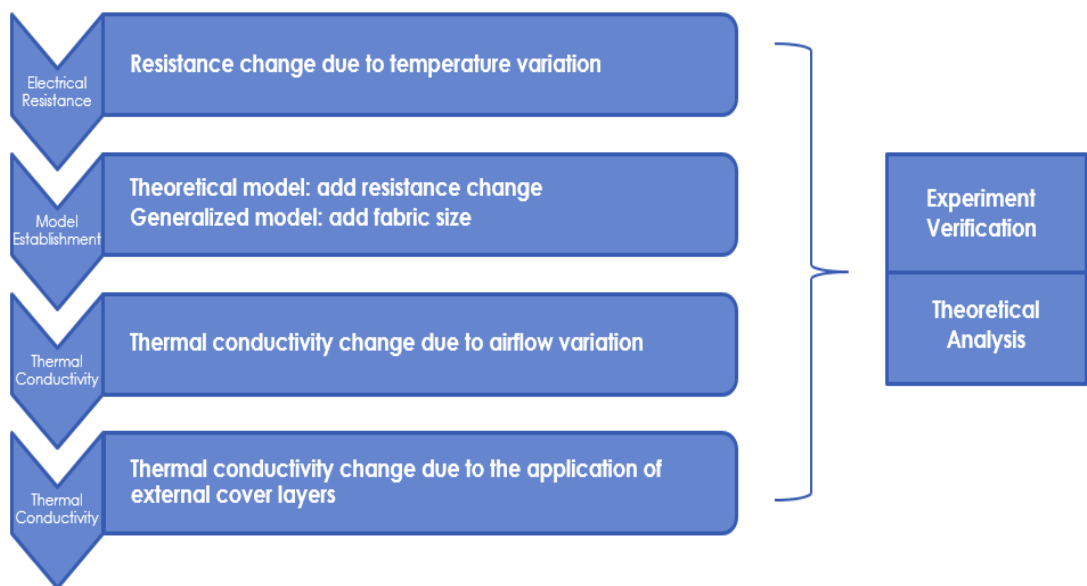 Electrical
Resistance
Resistance change due to temperature variation
Model
Establishment
Theoretical model: add resistance change
Generalized model: add fabric size
Thermal
Conductivity
Thermal conductivity change due to airflow variation
Thermal
Conductivity
Thermal conductivity change due to the application of
external cover layers
Experiment
Verification
Theoretical
Analysis